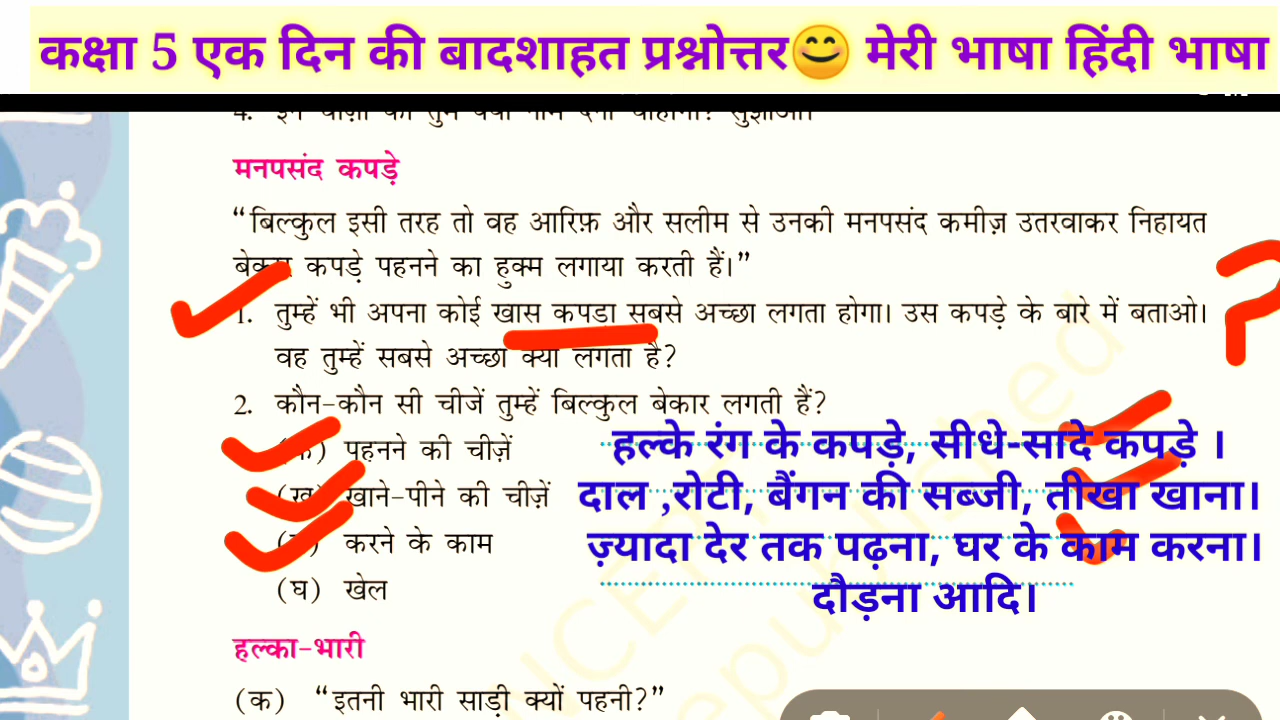 कक्षा 5 एक दिन की बादशाहत प्रश्नोत्तर😊 मेरी भाषा हिंदी भाषा
4. इन चीज़ों को तुम क्या नाम देना चाहोगी? सुझाओ।
मनपसंद कपड़े
“बिल्कुल इसी तरह तो वह आरिफ़ और सलीम से उनकी मनपसंद कमीज़ उतरवाकर निहायत
बेकार कपड़े पहनने का हुक्म लगाया करती हैं।”
1. तुम्हें भी अपना कोई खास कपड़ा सबसे अच्छा लगता होगा। उस कपड़े के बारे में बताओ।
वह तुम्हें सबसे अच्छा क्यों लगता है?
2. कौन-कौन सी चीजें तुम्हें बिल्कुल बेकार लगती हैं?
(क) पहनने की चीज़ें हल्के रंग के कपड़े, सीधे-सादे कपड़े ।
(ख) खाने-पीने की चीज़ें दाल ,रोटी, बैंगन की सब्जी, तीखा खाना।
(ग) करने के काम ज़्यादा देर तक पढ़ना, घर के काम करना।
(घ) खेल दौड़ना आदि।
हल्का-भारी
(क) “इतनी भारी साड़ी क्यों पहनी?”